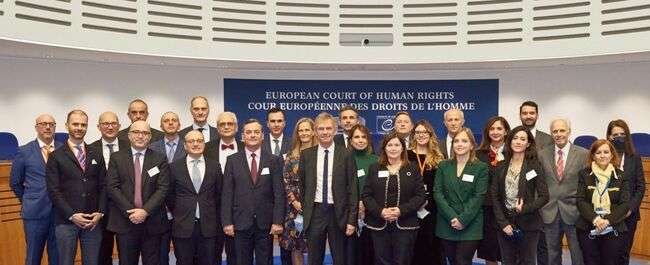 EUROPEAN COURT OF HUMAN RIGHTS
COUR EUROPÉENNE DES DROITS DE L'HOMME